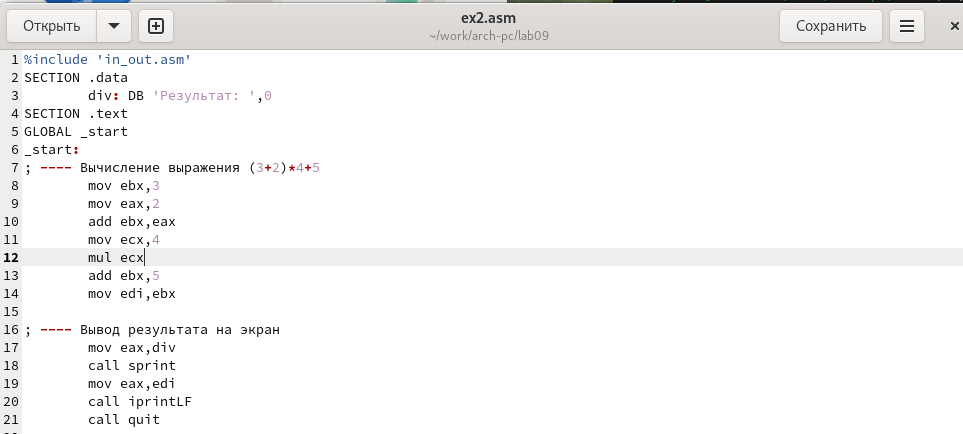 Открыть
ex2.asm
~/work/arch-pc/lab09
Сохранить
1 %include 'in_out.asm'
2 SECTION .data
3 div: DB 'Результат: ',0
4 SECTION .text
5 GLOBAL _start
6 _start:
7 ; ---- Вычисление выражения (3+2)*4+5
8 mov ebx,3
9 mov eax,2
10 add ebx,eax
11 mov ecx,4
12 mul ecx
13 add ebx,5
14 mov edi,ebx
15
16 ; ---- Вывод результата на экран
17 mov eax,div
18 call sprint
19 mov eax,edi
20 call iprintLF
21 call quit